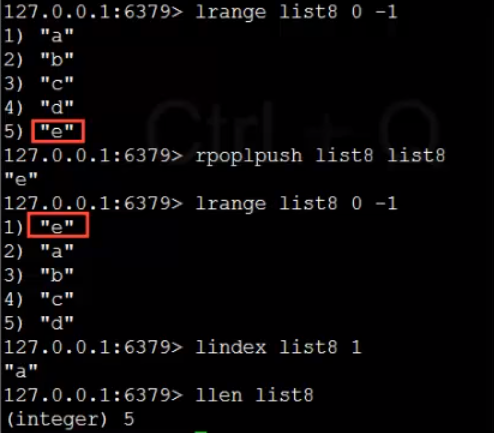 127.0.0.1:6379> lrange list8 0 -1
1) "a"
2) "b"
3) "c"
4) "d"
5) "e"
127.0.0.1:6379> rpoplpush list8 list8
"e"
127.0.0.1:6379> lrange list8 0 -1
1) "e"
2) "a"
3) "b"
4) "c"
5) "d"
127.0.0.1:6379> lindex list8 1
"a"
127.0.0.1:6379> llen list8
(integer) 5
Ctrl + O